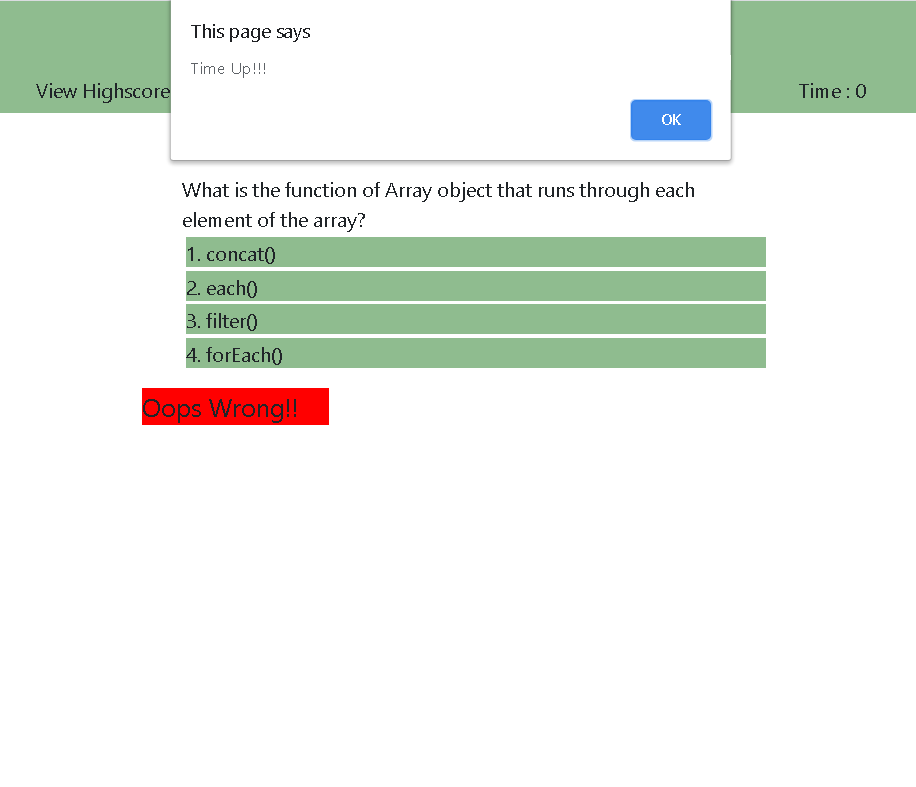 This page says
Time Up!!!
OK
View Highscore
Time : 0
What is the function of Array object that runs through each
element of the array?
1. concat()
2. each()
3. filter()
4. forEach()
Oops Wrong!!